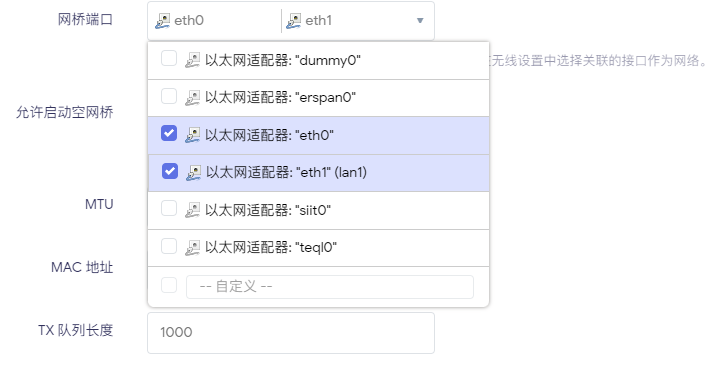 网桥端口
eth0
eth1
在无线设置中选择关联的接口作为网络。
以太网适配器: "dummy0"
以太网适配器: "erspan0"
允许启动空网桥
以太网适配器: "eth0"
以太网适配器: "eth1" (lan1)
MTU
以太网适配器: "siit0"
以太网适配器: "teql0"
MAC 地址
-- 自定义 --
TX 队列长度
1000